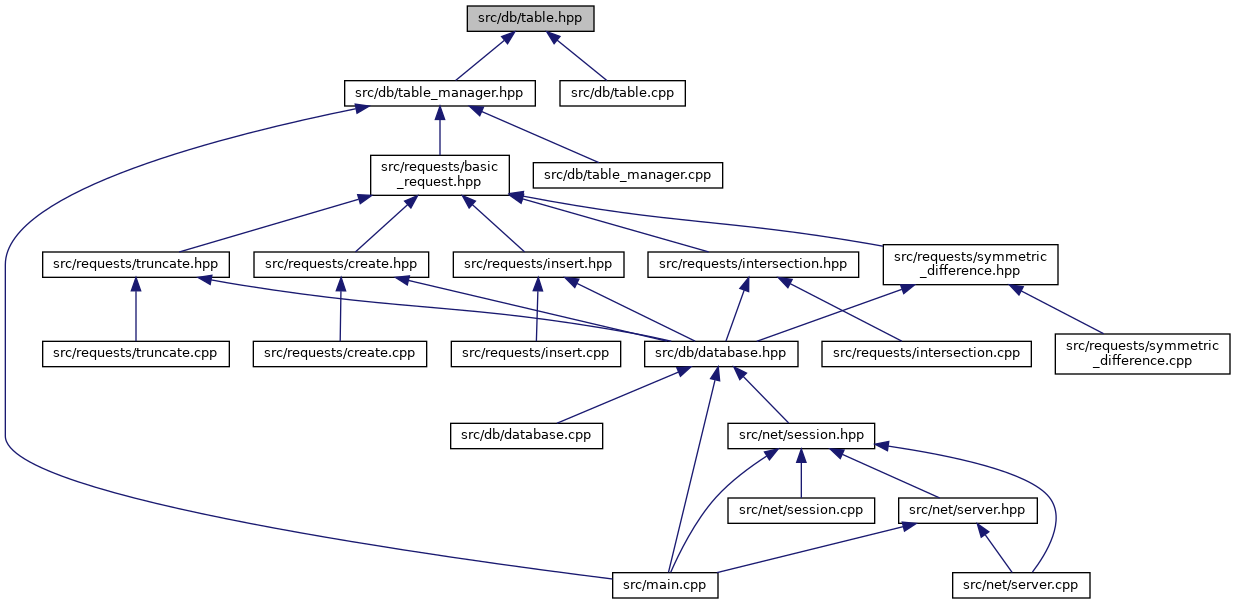 src/db/table.hpp
src/db/table_manager.hpp
src/db/table.cpp
src/requests/basic
_request.hpp
src/db/table_manager.cpp
src/requests/truncate.hpp
src/requests/create.hpp
src/requests/insert.hpp
src/requests/intersection.hpp
src/requests/symmetric
_difference.hpp
src/requests/truncate.cpp
src/requests/create.cpp
src/requests/insert.cpp
src/db/database.hpp
src/requests/intersection.cpp
src/requests/symmetric
_difference.cpp
src/db/database.cpp
src/net/session.hpp
src/net/session.cpp
src/net/server.hpp
src/main.cpp
src/net/server.cpp